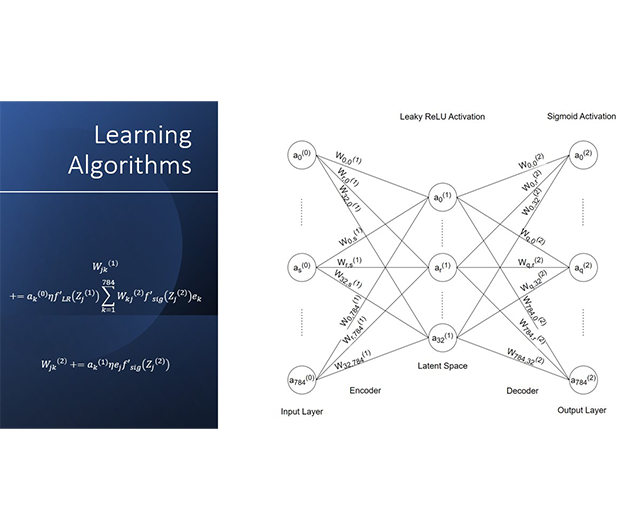 Learning
Algorithms
W_{jk}^{(1)}
+= a_k^{(0)}ηf'_{LR}(Z_j^{(1)}) \sum_{k=1}^{784} W_{kj}^{(2)}f'_{sig}(Z_j^{(2)})e_k
W_{jk}^{(2)} += a_k^{(1)}ηe_jf'_{sig}(Z_j^{(2)})
Leaky ReLU Activation
Sigmoid Activation
a_0^{(0)}
a_s^{(0)}
a_{784}^{(0)}
Input Layer
W_{0,0}^{(1)}
W_{r,0}^{(1)}
W_{32,0}^{(1)}
W_{0,s}^{(1)}
W_{r,s}^{(1)}
W_{32,s}^{(1)}
W_{0,784}^{(1)}
W_{r,784}^{(1)}
W_{32,784}^{(1)}
Encoder
a_0^{(1)}
a_r^{(1)}
a_{32}^{(1)}
Latent Space
W_{0,0}^{(2)}
W_{0,r}^{(2)}
W_{0,32}^{(2)}
W_{q,0}^{(2)}
W_{q,r}^{(2)}
W_{q,32}^{(2)}
W_{784,0}^{(2)}
W_{784,r}^{(2)}
W_{784,32}^{(2)}
Decoder
a_0^{(2)}
a_q^{(2)}
a_{784}^{(2)}
Output Layer